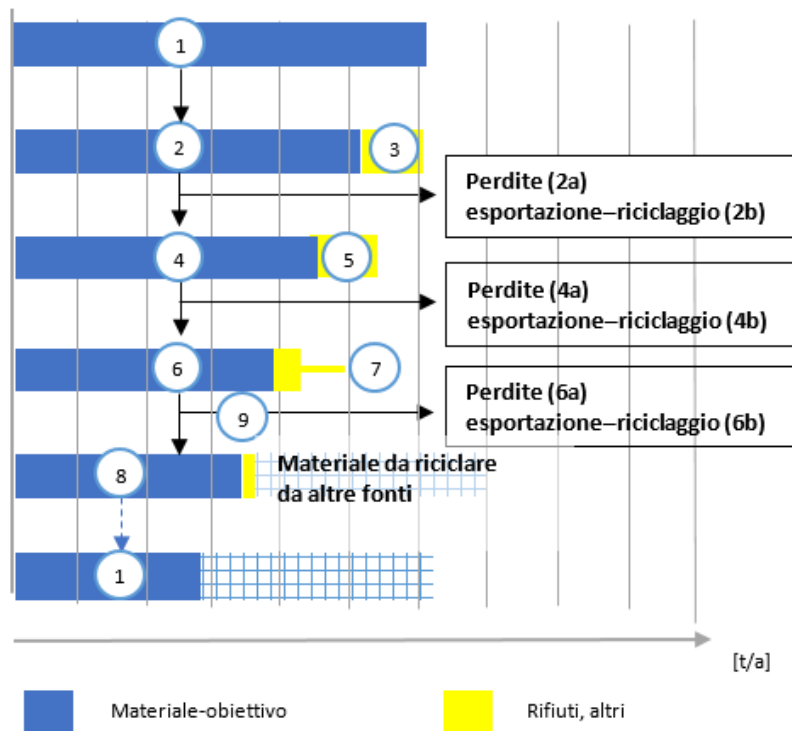 1
2
3
Perdite (2a)
esportazione–riciclaggio (2b)
4
5
Perdite (4a)
esportazione–riciclaggio (4b)
6
7
Perdite (6a)
esportazione–riciclaggio (6b)
9
8
Materiale da riciclare
da altre fonti
1
[t/a]
Materiale-obiettivo
Rifiuti, altri